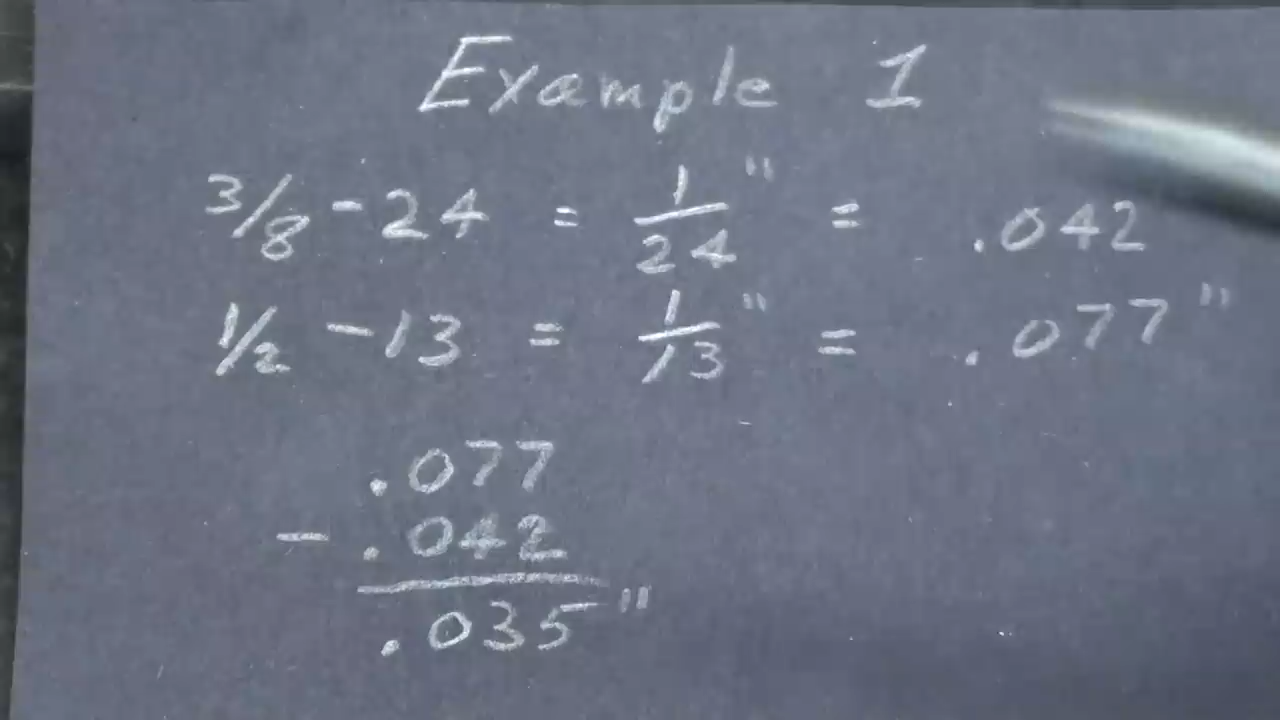 Example 1
3/8 - 24 = 1/24" = .042
1/2 - 13 = 1/13" = .077"
.077
- .042
.035"